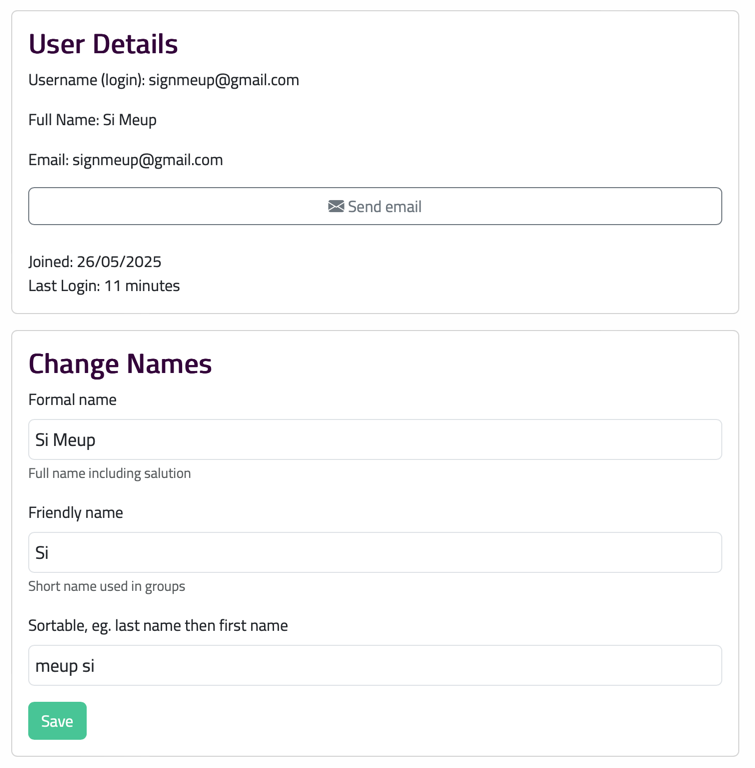 User Details
Username (login): signmeup@gmail.com
Full Name: Si Meup
Email: signmeup@gmail.com
Send email
Joined: 26/05/2025
Last Login: 11 minutes
Change Names
Formal name
Si Meup
Full name including salution
Friendly name
Si
Short name used in groups
Sortable, eg. last name then first name
meup si
Save